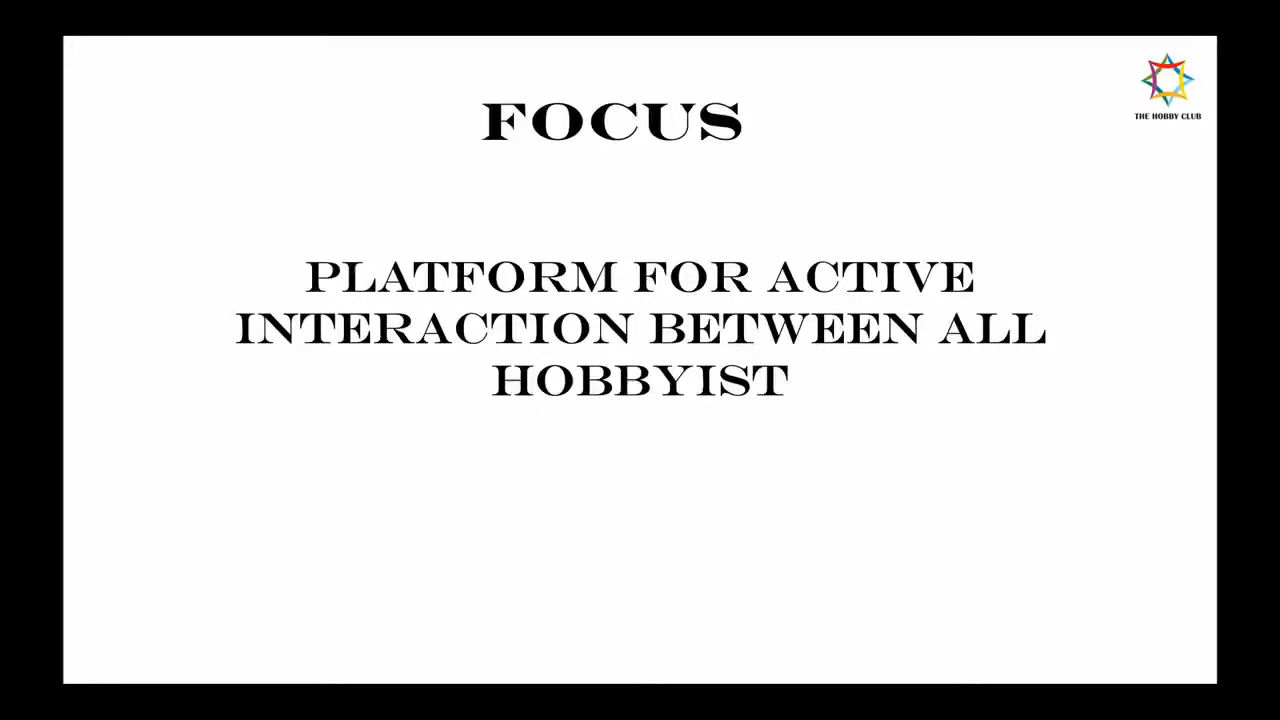 FOCUS
THE HOBBY CLUB
PLATFORM FOR ACTIVE
INTERACTION BETWEEN ALL
HOBBYIST